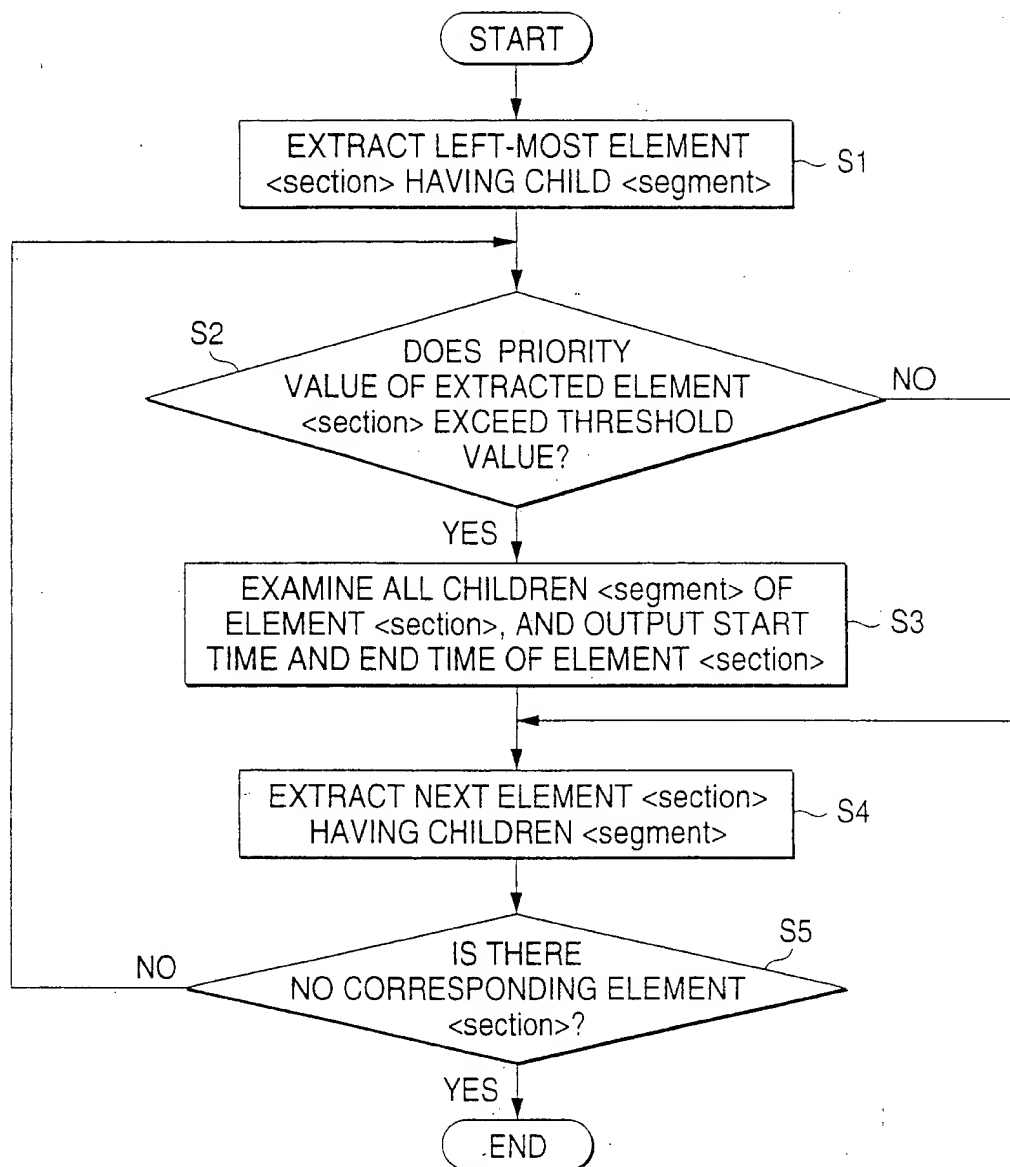 START
EXTRACT LEFT-MOST ELEMENT
<section> HAVING CHILD <segment>
S1
S2
DOES PRIORITY
VALUE OF EXTRACTED ELEMENT
<section> EXCEED THRESHOLD
VALUE?
NO
YES
EXAMINE ALL CHILDREN <segment> OF
ELEMENT <section>, AND OUTPUT START
TIME AND END TIME OF ELEMENT <section>
S3
EXTRACT NEXT ELEMENT <section>
HAVING CHILDREN <segment>
S4
IS THERE
NO CORRESPONDING ELEMENT
<section>?
S5
NO
YES
END